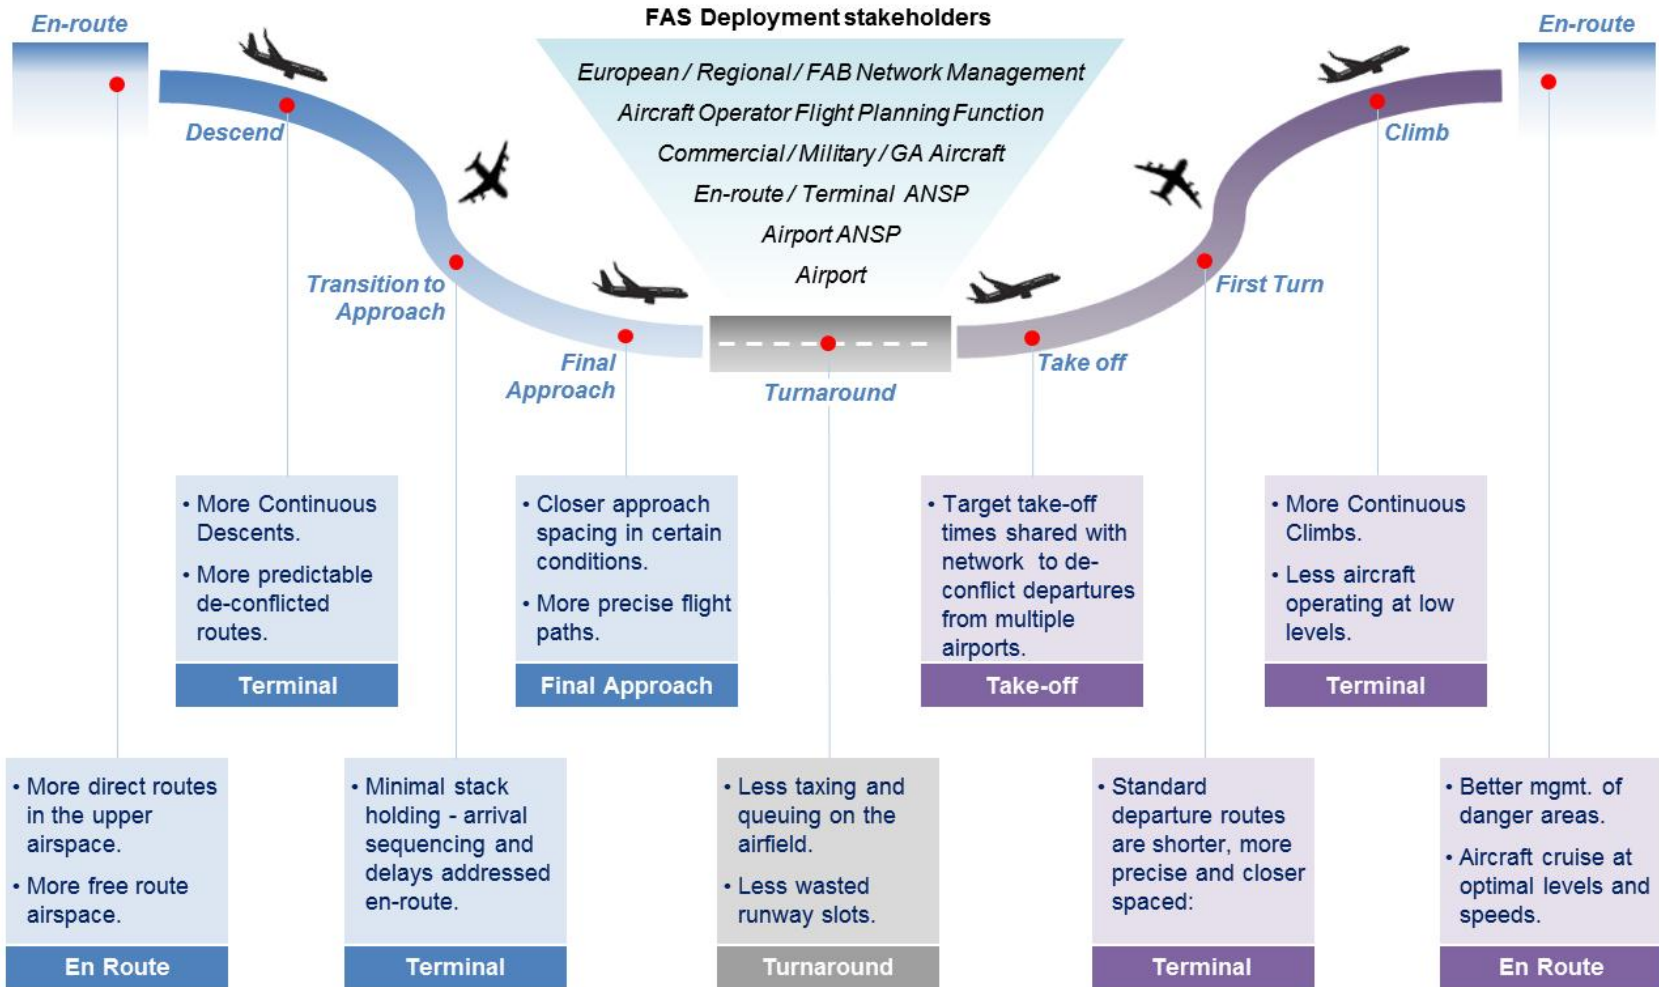 FAS Deployment stakeholders
En-route
En-route
European / Regional / FAB Network Management
Aircraft Operator Flight Planning Function
Commercial / Military / GA Aircraft
En-route / Terminal ANSP
Airport ANSP
Airport
Descend
Climb
Transition to
Approach
First Turn
Final
Approach
Take off
Turnaround
• More Continuous
Descents.
• More predictable
de-conflicted
routes.
Terminal
• Closer approach
spacing in certain
conditions.
• More precise flight
paths.
Final Approach
• Target take-off
times shared with
network to de-
conflict departures
from multiple
airports.
Take-off
• More Continuous
Climbs.
• Less aircraft
operating at low
levels.
Terminal
• More direct routes
in the upper
airspace.
• More free route
airspace.
En Route
• Minimal stack
holding - arrival
sequencing and
delays addressed
en-route.
Terminal
• Less taxing and
queuing on the
airfield.
• Less wasted
runway slots.
Turnaround
• Standard
departure routes
are shorter, more
precise and closer
spaced:
Terminal
• Better mgmt. of
danger areas.
• Aircraft cruise at
optimal levels and
speeds.
En Route